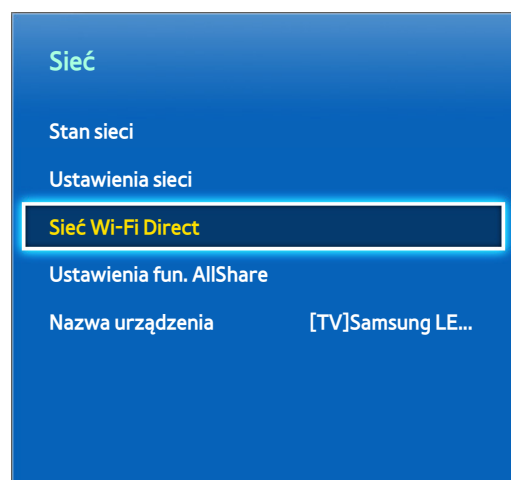 Sieć
Stan sieci
Ustawienia sieci
Sieć Wi-Fi Direct
Ustawienia fun. AllShare
Nazwa urządzenia [TV]Samsung LE...